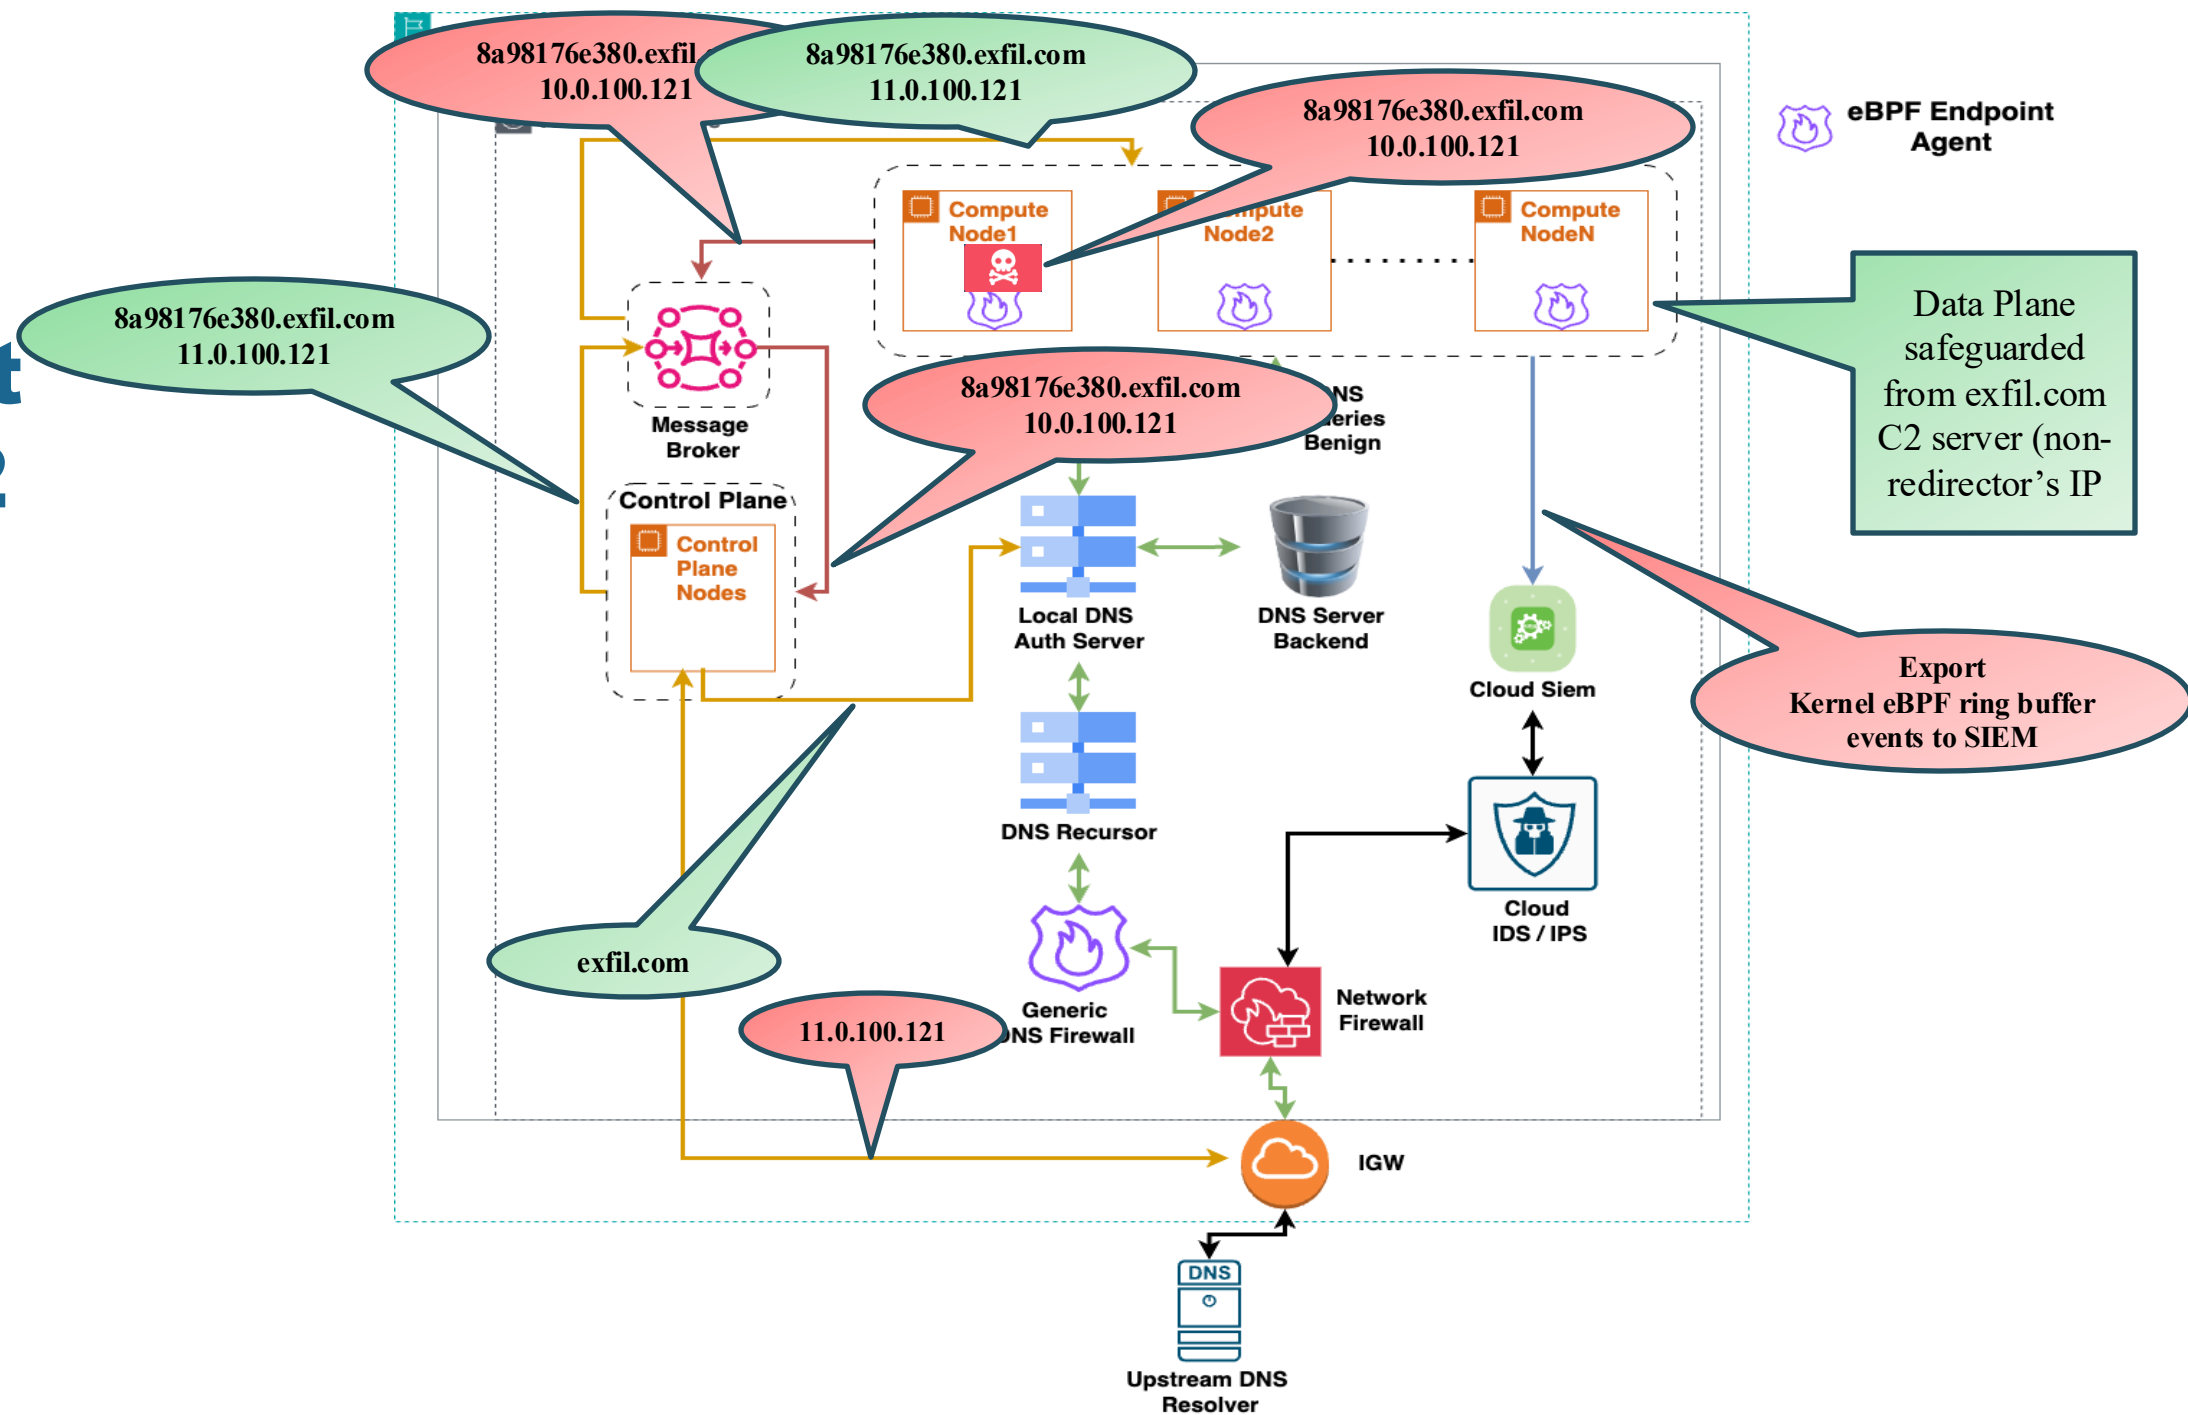 8a98176e380.exfil.
10.0.100.121
8a98176e380.exfil.com
11.0.100.121
8a98176e380.exfil.com
10.0.100.121
eBPF Endpoint
Agent
Compute
Node1
Node2
Compute
NodeN
8a98176e380.exfil.com
11.0.100.121
Data Plane
safeguarded
from exfil.com
C2 server (non-
redirector's IP
8a98176e380.exfil.com
10.0.100.121
Benign
Message
Broker
Control Plane
Control
Plane
Nodes
Local DNS
Auth Server
DNS Server
Backend
Cloud Siem
Export
Kernel eBPF ring buffer
events to SIEM
DNS Recursor
Cloud
IDS / IPS
exfil.com
11.0.100.121
Generic
DNS Firewall
Network
Firewall
IGW
DNS
Upstream DNS
Resolver